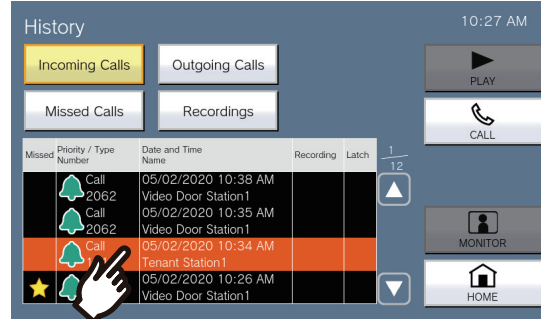 History
10:27 AM
Incoming Calls
Outgoing Calls
PLAY
Missed Calls
Recordings
CALL
Missed
Priority / Type
Number
Date and Time
Name
Recording
Latch
1
12
Call
05/02/2020 10:38 AM
2062
Video Door Station1
Call
05/02/2020 10:35 AM
2062
Video Door Station1
Call
05/02/2020 10:34 AM
Tenant Station1
MONITOR
05/02/2020 10:26 AM
Video Door Station1
HOME